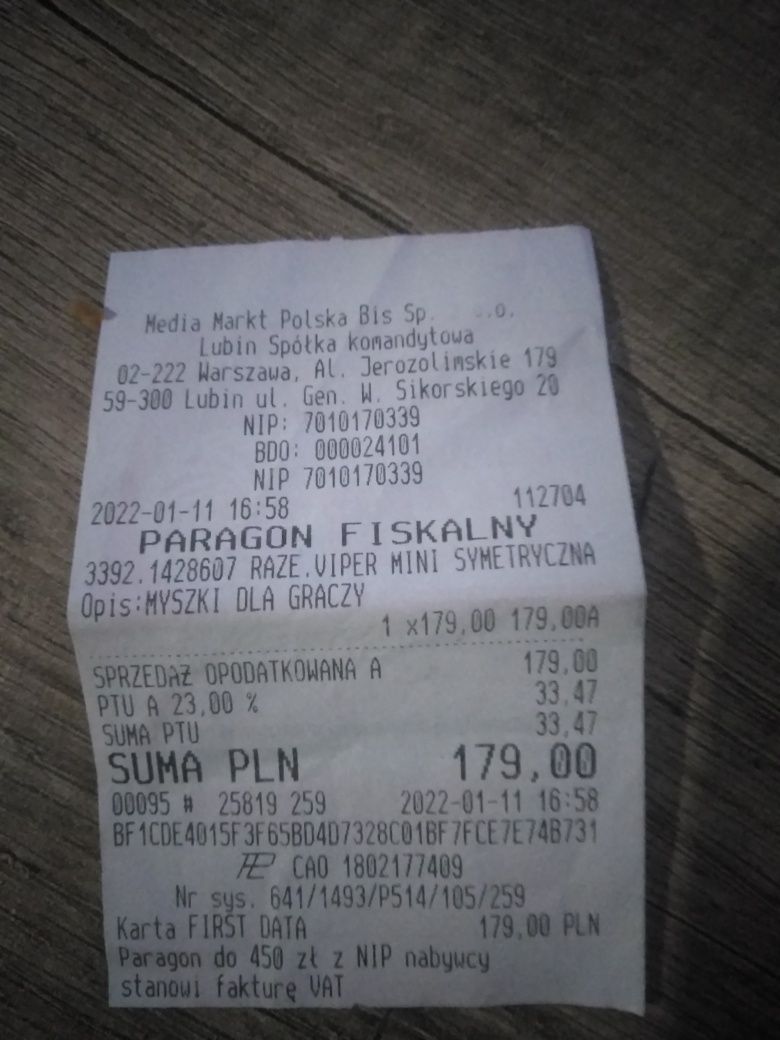 Media Markt Polska Bis Sp. .o.
Lubin Spółka komandytowa
02-222 Warszawa, Al. Jerozolimskie 179
59-300 Lubin ul. Gen. W. Sikorskiego 20
NIP: 7010170339
BDO: 000024101
NIP 7010170339
2022-01-11 16:58 112704
PARAGON FISKALNY
3392.1428607 RAZE.VIPER MINI SYMETRYCZNA
Opis:MYSZKI DLA GRACZY
1 x179,00 179,00A
SPRZEDAŻ OPODATKOWANA A 179,00
PTU A 23,00 % 33,47
SUMA PTU 33,47
SUMA PLN 179,00
00095 # 25819 259 2022-01-11 16:58
BF1CDE4015F3F65BD4D7328C01BF7FCE7E74B731
CAO 1802177409
Nr sys. 641/1493/P514/105/259
Karta FIRST DATA 179,00 PLN
Paragon do 450 zł z NIP nabywcy
stanowi fakturę VAT